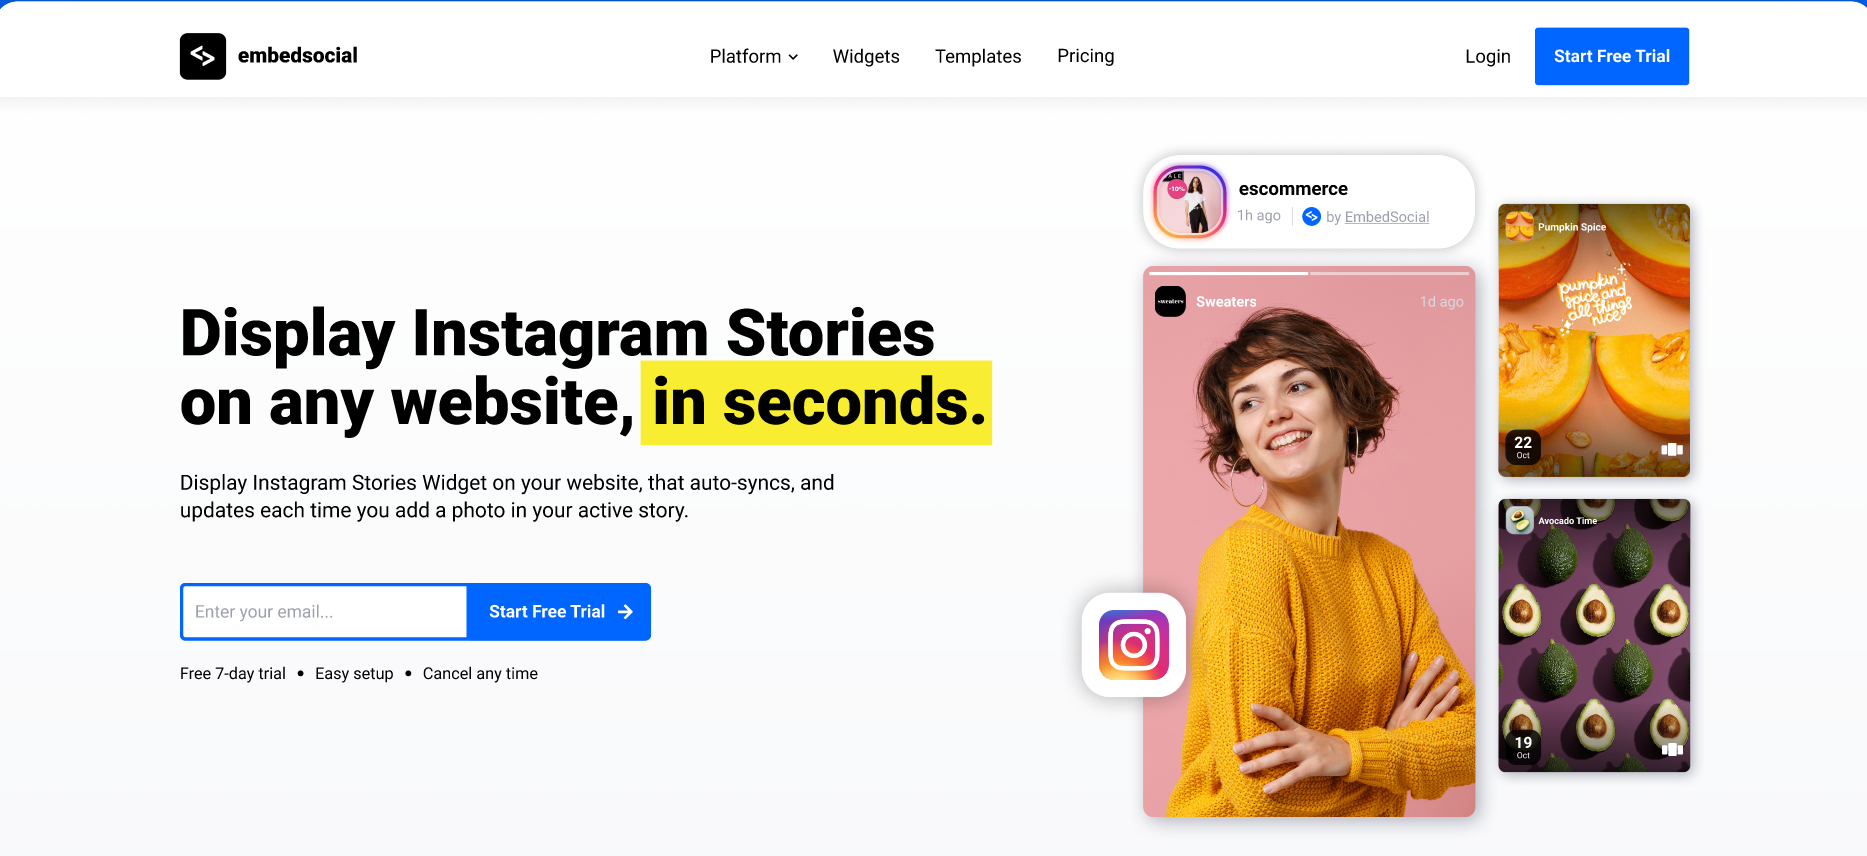 embedsocial
Platform
Widgets
Templates
Pricing
Login
Start Free Trial
Display Instagram Stories
on any website, in seconds.
Display Instagram Stories Widget on your website, that auto-syncs, and
updates each time you add a photo in your active story.
Enter your email...
Start Free Trial →
Free 7-day trial • Easy setup • Cancel any time
-10%
escommerce
1h ago
by EmbedSocial
sweaters
Sweaters
1d ago
Pumpkin Spice
pumpkin
spice and
all things
nice
22
Oct
Avocado Time
19
Oct